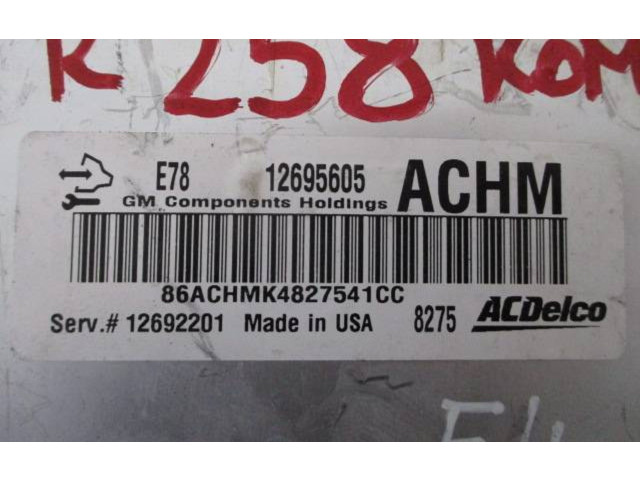 R 258 KOM
E78 12695605 ACHM
GM Components Holdings
86ACHMK4827541CC
Serv.# 12692201 Made in USA 8275 ACDelco